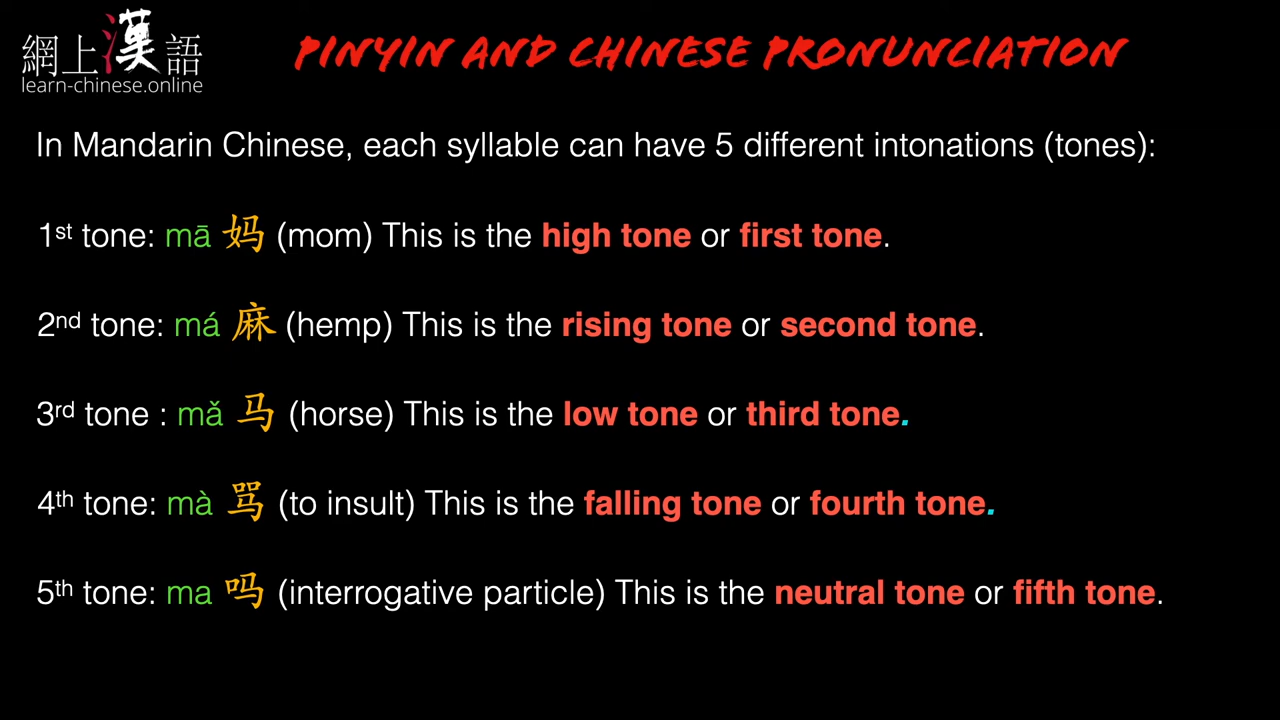 網上漢語
learn-chinese.online
PINYIN AND CHINESE PRONUNCIATION
In Mandarin Chinese, each syllable can have 5 different intonations (tones):
1st tone: mā 妈 (mom) This is the high tone or first tone.
2nd tone: má 麻 (hemp) This is the rising tone or second tone.
3rd tone : mǎ 马 (horse) This is the low tone or third tone.
4th tone: mà 骂 (to insult) This is the falling tone or fourth tone.
5th tone: ma 吗 (interrogative particle) This is the neutral tone or fifth tone.